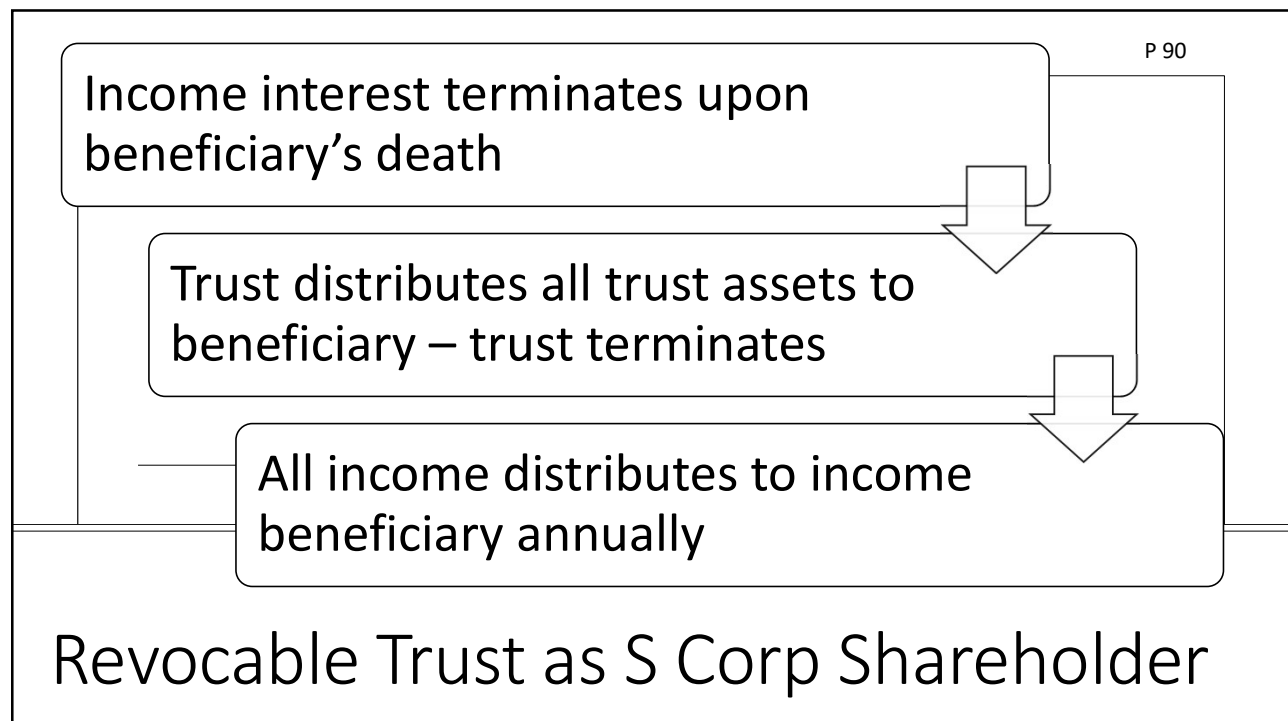 P 90
Income interest terminates upon
beneficiary’s death
Trust distributes all trust assets to
beneficiary – trust terminates
All income distributes to income
beneficiary annually
Revocable Trust as S Corp Shareholder